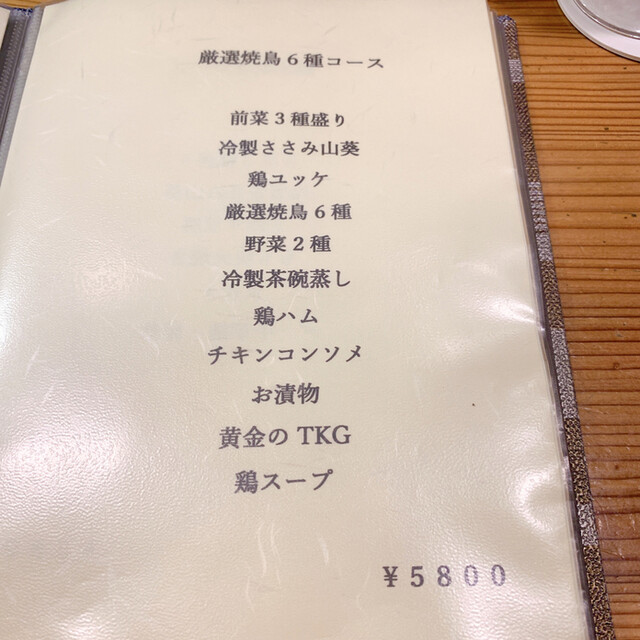 厳選焼鳥6種コース
前菜3種盛り
冷製ささみ山葵
鶏ユッケ
厳選焼鳥6種
野菜2種
冷製茶碗蒸し
鶏ハム
チキンコンソメ
お漬物
黄金のTKG
鶏スープ
¥5800